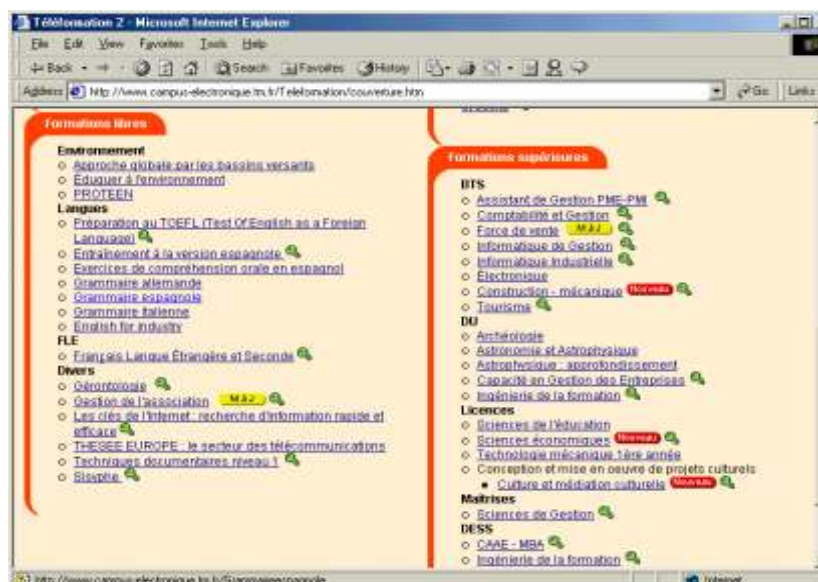 Téléformation 2 - Microsoft Internet Explorer
File Edit View Favorites Tools Help
Back Search Favorites History
Address http://www.campus-electronique.tm.fr/Teleformation/couverture.htm Go Links
Formations libres
Environnement
Approche globale par les bassins versants
Éduquer à l'environnement
PROTEEN
Langues
Préparation au TOEFL (Test Of English as a Foreign
Language)
Entraînement à la version espagnole
Exercices de compréhension orale en espagnol
Grammaire allemande
Grammaire espagnole
Grammaire italienne
English for industry
FLE
Français Langue Étrangère et Seconde
Divers
Gérontologie
Gestion de l'association MAJ
Les clés de l'Internet : recherche d'information rapide et
efficace
THESEE EUROPE : le secteur des télécommunications
Techniques documentaires niveau 1
Sisyphe
Formations supérieures
BTS
Assistant de Gestion PME-PMI
Comptabilité et Gestion
Force de vente MAJ
Informatique de Gestion
Informatique Industrielle
Électronique
Construction - mécanique Nouveau
Tourisme
DU
Archéologie
Astronomie et Astrophysique
Astrophysique : approfondissement
Capacité en Gestion des Entreprises
Ingénierie de la formation
Licences
Sciences de l'éducation
Sciences économiques Nouveau
Technologie mécanique 1ère année
Conception et mise en oeuvre de projets culturels
Culture et médiation culturelle Nouveau
Maîtrises
Sciences de Gestion
DESS
CAAE - MBA
Ingénierie de la formation
http://www.campus-electronique.tm.fr/Grammaireespagnole Internet